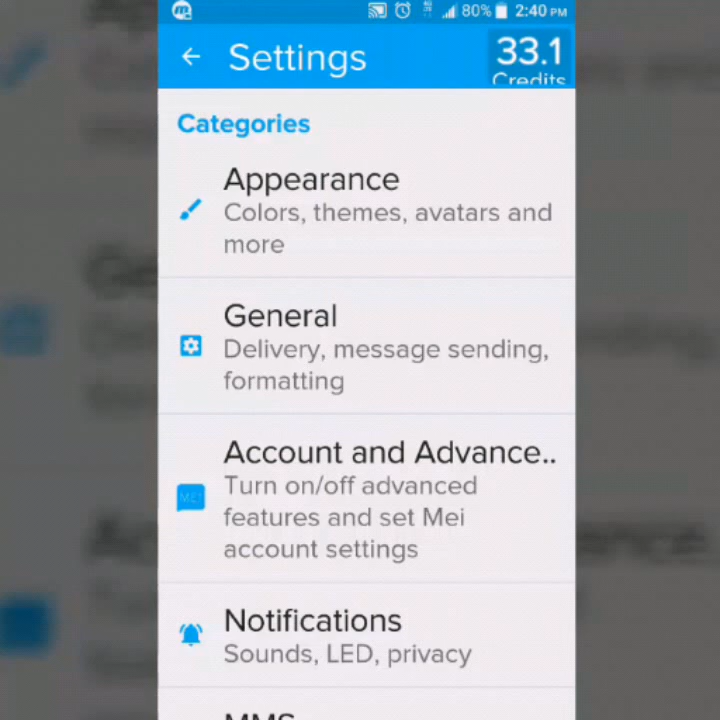 80% 2:40 PM
Settings
33.1
Credits
Categories
Appearance
Colors, themes, avatars and
more
General
Delivery, message sending,
formatting
Account and Advance..
MEI
Turn on/off advanced
features and set Mei
account settings
Notifications
Sounds, LED, privacy
MMS